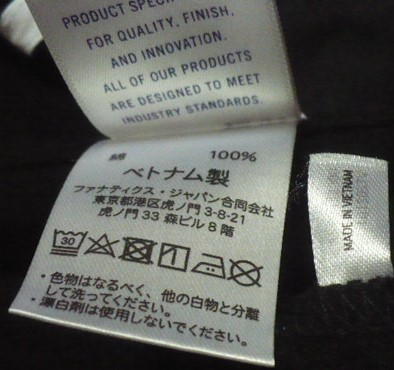 PRODUCT
FOR QUALITY, FINISH,
AND INNOVATION.
ALL OF OUR PRODUCTS
ARE DESIGNED TO MEET
INDUSTRY STANDARDS.
綿 100%
ベトナム製
ファナティクス・ジャパン合同会社
東京都港区虎ノ門 3-8-21
虎ノ門 33 森ビル 8 階
30
・色物はなるべく、他の白物と分離
して洗ってください。
・漂白剤は使用しないでください。
MADE IN VIETNAM